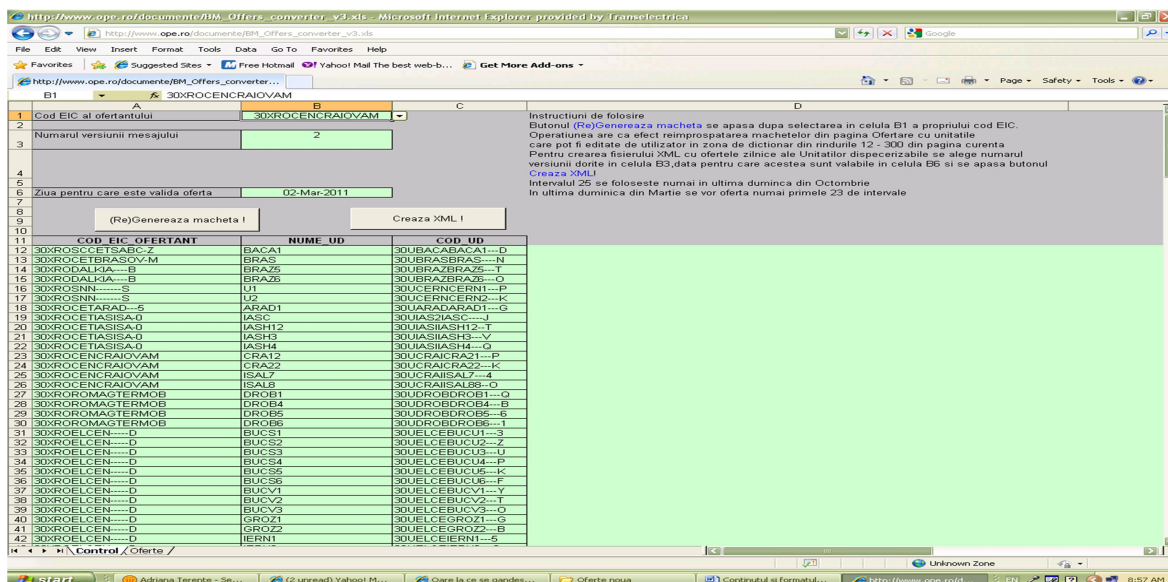 http://www.ope.ro/documente/BM_Offers_converter_v3.xls - Microsoft Internet Explorer provided by Transelectrica
http://www.ope.ro/documente/BM_Offers_converter_v3.xls
Google
File Edit View Insert Format Tools Data Go To Favorites Help
Favorites Suggested Sites Free Hotmail Yahoo! Mail The best web-b... Get More Add-ons
http://www.ope.ro/documente/BM_Offers_converter... Page Safety Tools
B1 fx 30XROCENCRAIOVAM
A B C D
1 Cod EIC al ofertantului 30XROCENCRAIOVAM Instructiuni de folosire
2 Butonul (Re)Genereaza macheta se apasa dupa selectarea in celula B1 a propriului cod EIC.
Numarul versiunii mesajului 2 Operatiunea are ca efect reimprospatarea machetelor din pagina Ofertare cu unitatile
3 care pot fi editate de utilizator in zona de dictionar din rindurile 12 - 300 din pagina curenta
Pentru crearea fisierului XML cu ofertele zilnice ale Unitatilor dispecerizabile se alege numarul
versiunii dorite in celula B3,data pentru care acestea sunt valabile in celula B6 si se apasa butonul
4 Creaza XML!
5 Intervalul 25 se foloseste numai in ultima duminca din Octombrie
6 Ziua pentru care este valida oferta 02-Mar-2011 In ultima duminica din Martie se vor oferta numai primele 23 de intervale
7
8
9 (Re)Genereaza macheta ! Creaza XML !
10
11 COD_EIC_OFERTANT NUME_UD COD_UD
12 30XROSCCETSABC-Z BACA1 30UBACABACA1---D
13 30XROCETBRASOV-M BRAS 30UBRASBRAS----N
14 30XRODALKIA----B BRAZ5 30UBRAZBRAZ5---T
15 30XRODALKIA----B BRAZ6 30UBRAZBRAZ6---O
16 30XROSNN-------S U1 30UCERNCERN1---P
17 30XROSNN-------S U2 30UCERNCERN2---K
18 30XROCETARAD---5 ARAD1 30UARADARAD1---G
19 30XROCETIASISA-0 IASC 30UIAS2IASC----J
20 30XROCETIASISA-0 IASH12 30UIASIIASH12--T
21 30XROCETIASISA-0 IASH3 30UIASIIASH3---V
22 30XROCETIASISA-0 IASH4 30UIASIIASH4---Q
23 30XROCENCRAIOVAM CRA12 30UCRAICRA21---P
24 30XROCENCRAIOVAM CRA22 30UCRAICRA22---K
25 30XROCENCRAIOVAM ISAL7 30UCRAIISAL7---4
26 30XROCENCRAIOVAM ISAL8 30UCRAIISAL88--O
27 30XROROMAGTERMOB DROB1 30UDROBDROB1---Q
28 30XROROMAGTERMOB DROB4 30UDROBDROB4---B
29 30XROROMAGTERMOB DROB5 30UDROBDROB5---6
30 30XROROMAGTERMOB DROB6 30UDROBDROB6---1
31 30XROELCEN-----D BUCS1 30UELCEBUCU1---3
32 30XROELCEN-----D BUCS2 30UELCEBUCU2---Z
33 30XROELCEN-----D BUCS3 30UELCEBUCU3---U
34 30XROELCEN-----D BUCS4 30UELCEBUCU4---P
35 30XROELCEN-----D BUCS5 30UELCEBUCU5---K
36 30XROELCEN-----D BUCS6 30UELCEBUCU6---F
37 30XROELCEN-----D BUCV1 30UELCEBUCV1---Y
38 30XROELCEN-----D BUCV2 30UELCEBUCV2---T
39 30XROELCEN-----D BUCV3 30UELCEBUCV3---O
40 30XROELCEN-----D GROZ1 30UELCEGROZ1---G
41 30XROELCEN-----D GROZ2 30UELCEGROZ2---B
42 30XROELCEN-----D IERN1 30UELCEIERN1---5
Control Oferte
Unknown Zone
start Adriana Terente - Se... (2 unread) Yahoo! M... Oare la ce se gandes... Oferte noua Continutul si formatul... http://www.ope.ro/d... EN 8:57 AM